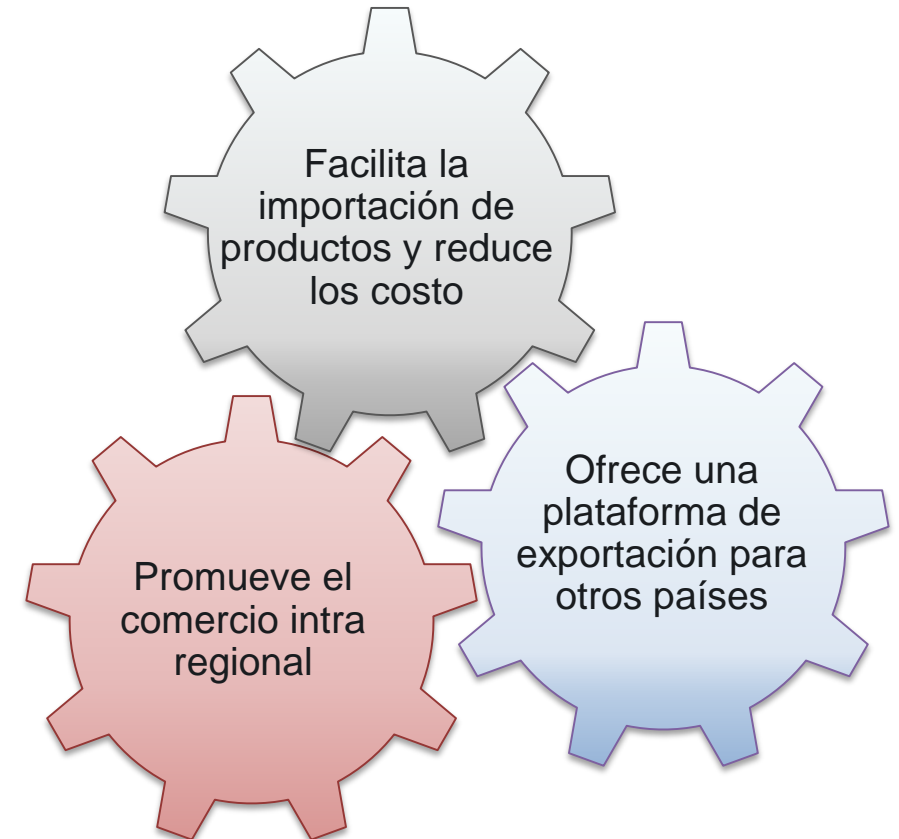 Facilita la
importación de
productos y reduce
los costo
Ofrece una
plataforma de
exportación para
otros países
Promueve el
comercio intra
regional